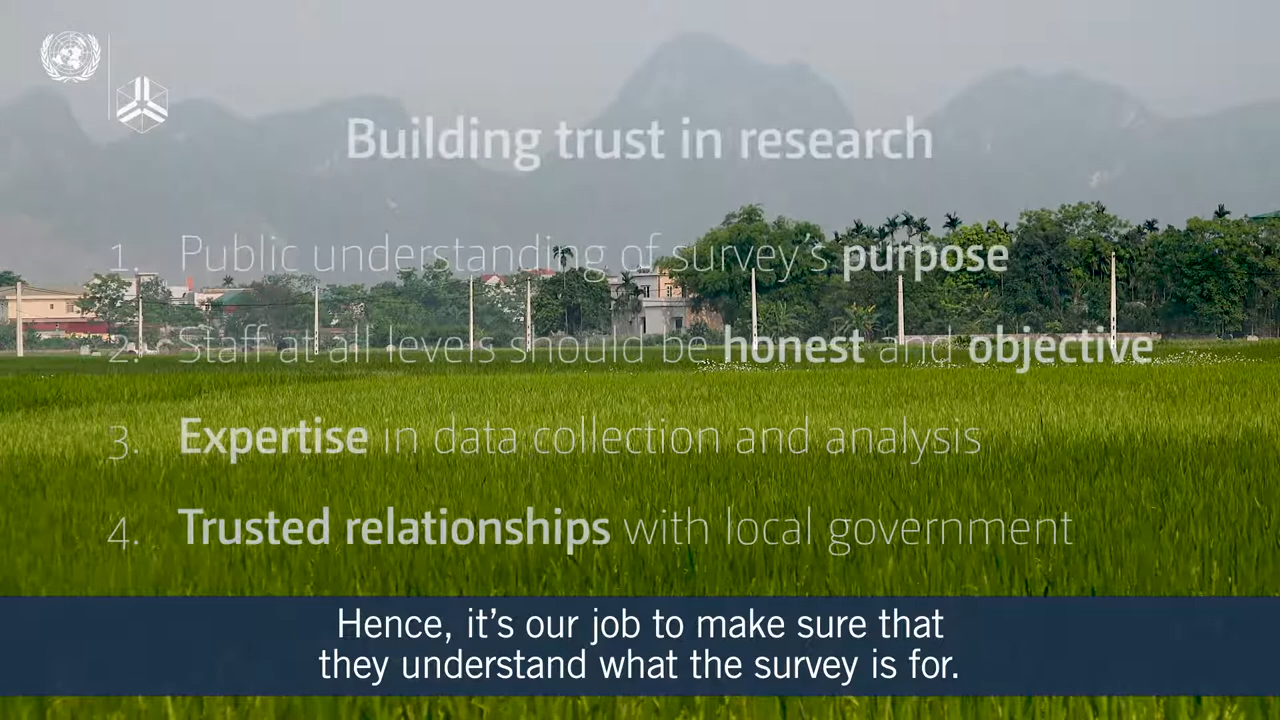 Building trust in research
1. Public understanding of survey's purpose
2. Staff at all levels should be honest and objective
3. Expertise in data collection and analysis
4. Trusted relationships with local government
Hence, it's our job to make sure that
they understand what the survey is for.